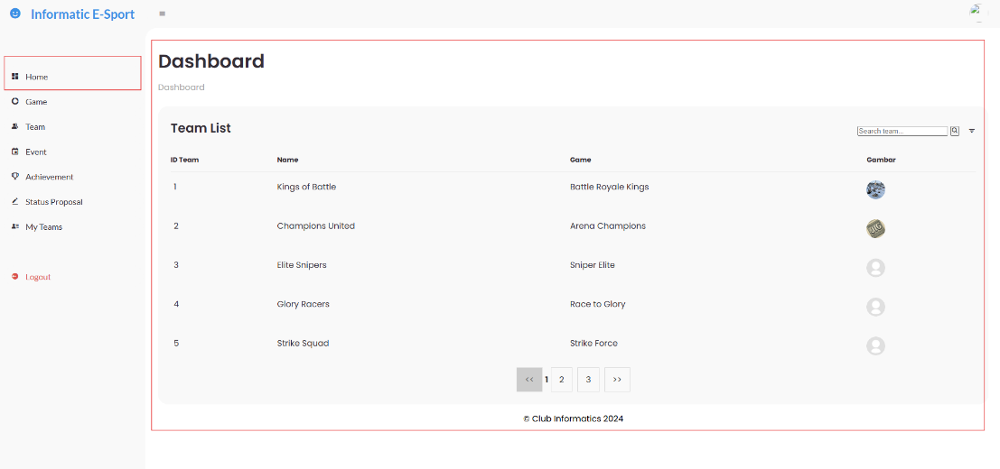 Informatic E-Sport
Home
Game
Team
Event
Achievement
Status Proposal
My Teams
Logout
Dashboard
Dashboard
Team List
Search team...
ID Team Name Game Gambar
1 Kings of Battle Battle Royale Kings
2 Champions United Arena Champions
3 Elite Snipers Sniper Elite
4 Glory Racers Race to Glory
5 Strike Squad Strike Force
<< 1 2 3 >>
© Club Informatics 2024